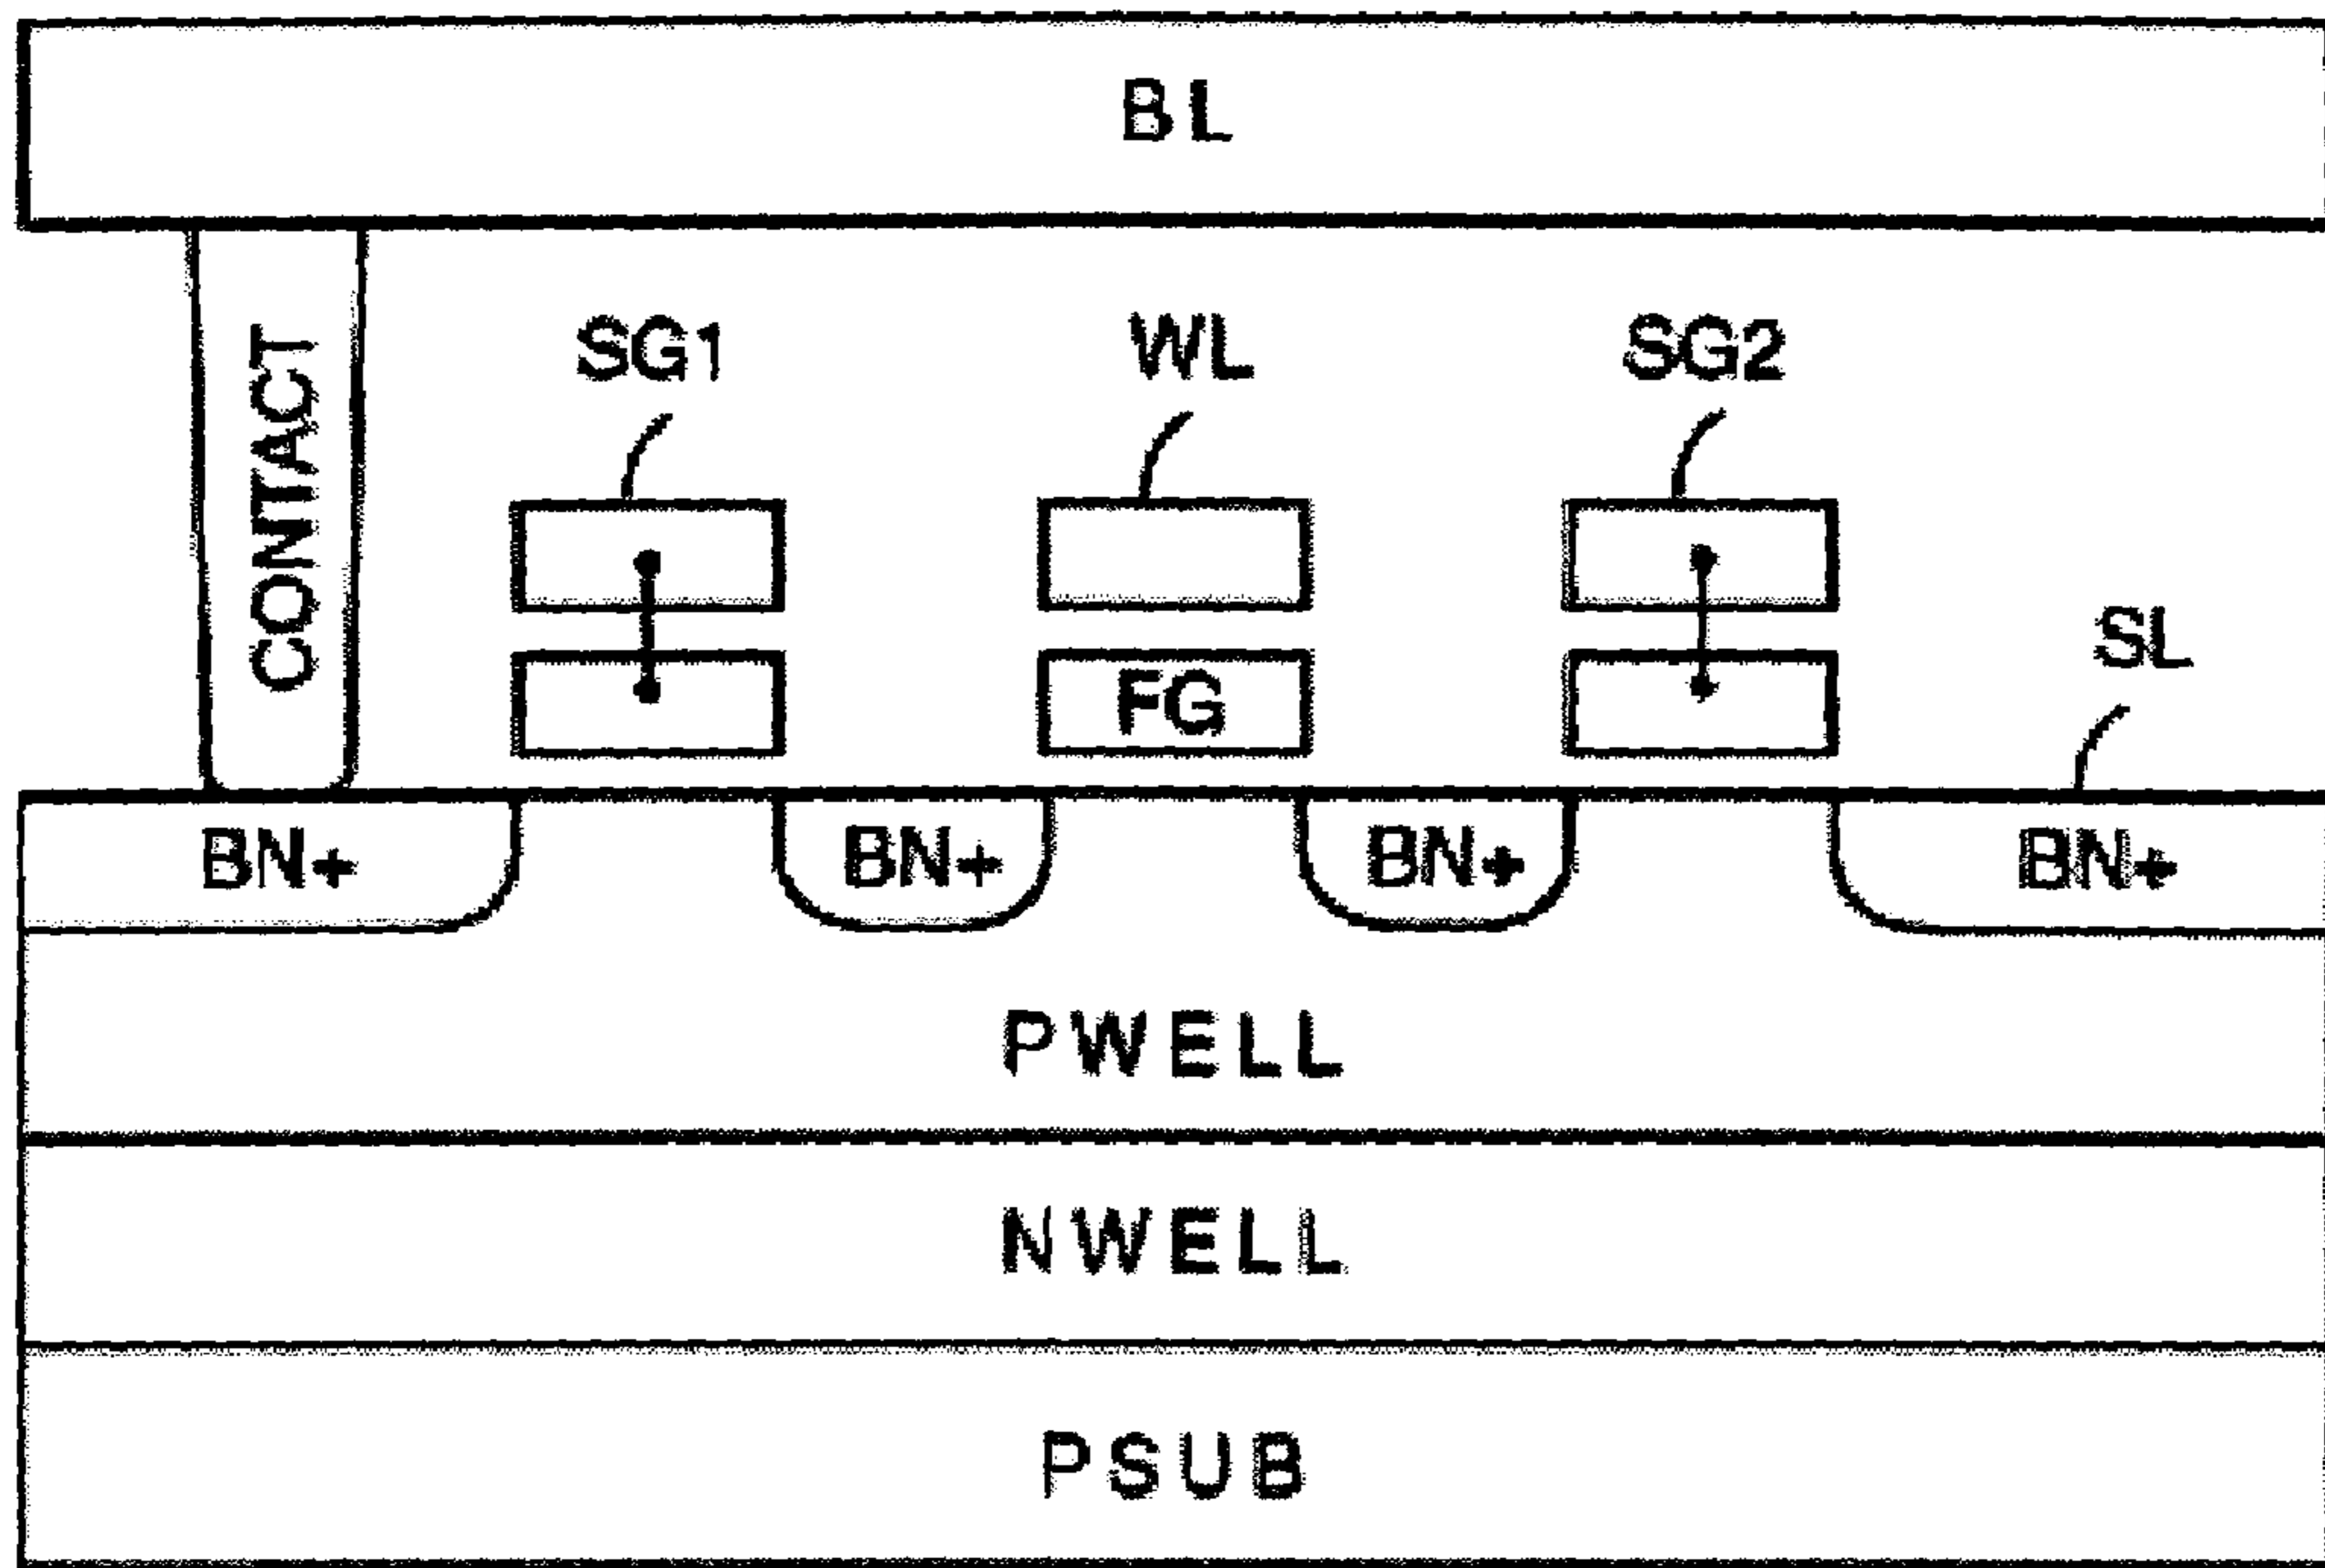 BL
CONTACT
SG1 WL SG2
SL
FG
BN+ BN+ BN+ BN+
PWELL
NWELL
PSUB